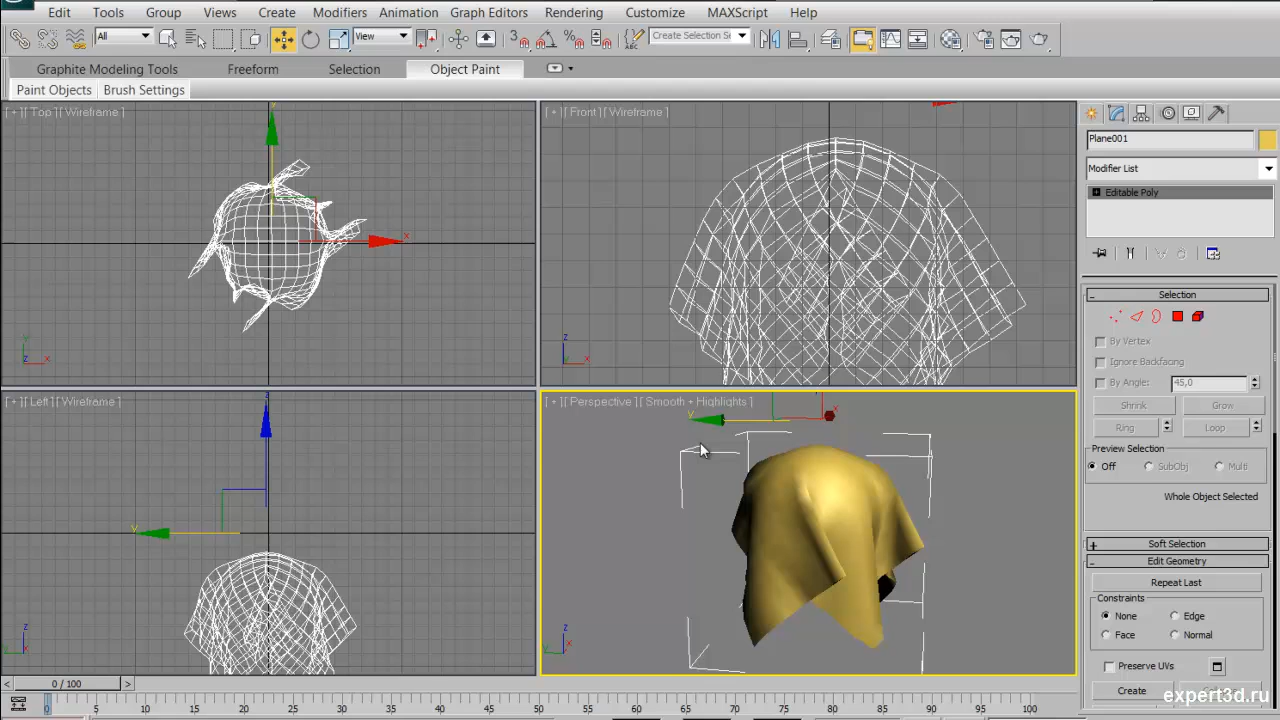 Edit Tools Group Views Create Modifiers Animation Graph Editors Rendering Customize MAXScript Help
All View 3 Create Selection Se
Graphite Modeling Tools Freeform Selection Object Paint
Paint Objects Brush Settings
[ + ][ Top ][ Wireframe ]
[ + ][ Front ][ Wireframe ]
Plane001
Modifier List
Editable Poly
y
x
y
z x
z
x
Selection
By Vertex
Ignore Backfacing
By Angle: 45,0
Shrink Grow
Ring Loop
Preview Selection
Off SubObj Multi
Whole Object Selected
Soft Selection
Edit Geometry
Repeat Last
Constraints
None Edge
Face Normal
Preserve UVs
Create
[ + ][ Left ][ Wireframe ]
z
y
z
y
[ + ][ Perspective ][ Smooth + Highlights ]
y x
z
y x
< 0 / 100 >
0 5 10 15 20 25 30 35 40 45 50 55 60 65 70 75 80 85 90 95 100
expert3d.ru